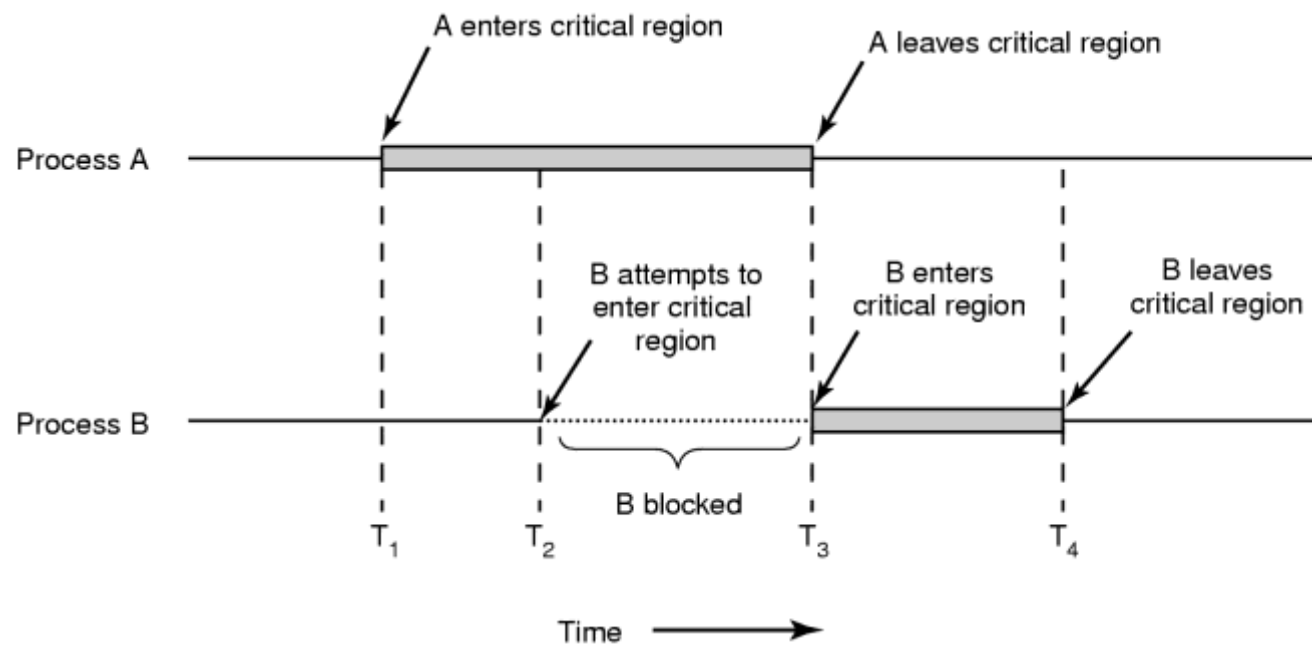 A enters critical region
A leaves critical region
Process A
B attempts to
enter critical
region
B enters
critical region
B leaves
critical region
Process B
B blocked
T1
T2
T3
T4
Time